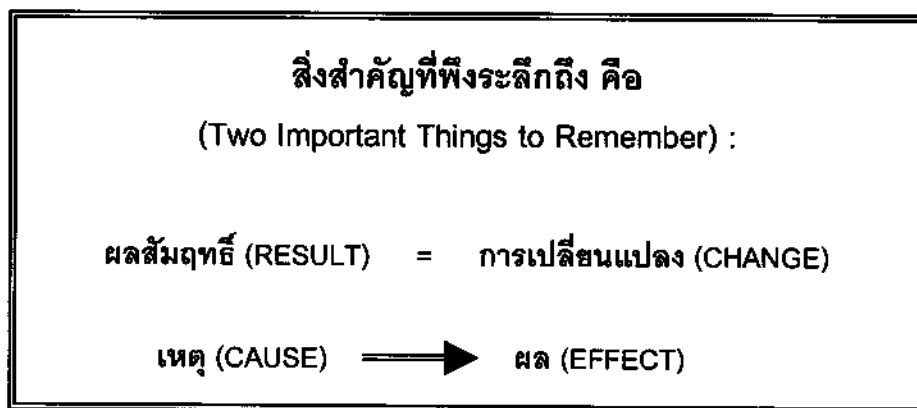 สิ่งสำคัญที่พึงระลึกถึง คือ
(Two Important Things to Remember) :
ผลสัมฤทธิ์ (RESULT) = การเปลี่ยนแปลง (CHANGE)
เหตุ (CAUSE) ⟹ ผล (EFFECT)